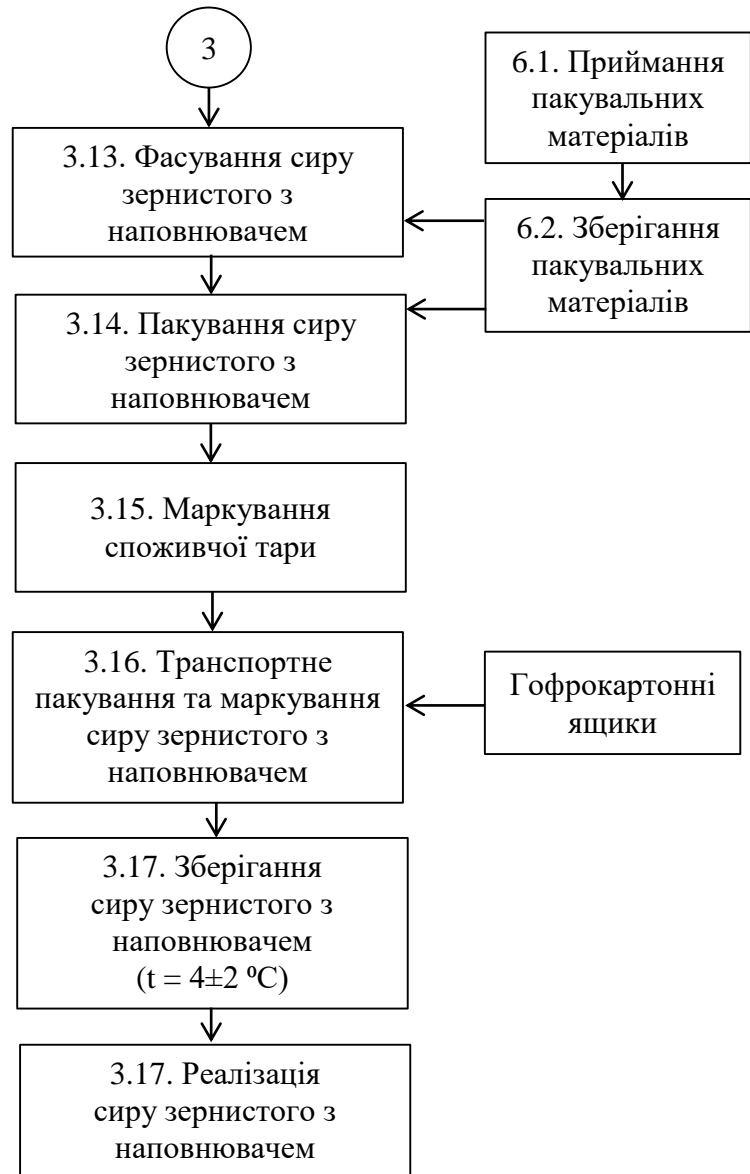 3
6.1. Приймання
пакувальних
матеріалів
3.13. Фасування сиру
зернистого з
наповнювачем
6.2. Зберігання
пакувальних
матеріалів
3.14. Пакування сиру
зернистого з
наповнювачем
3.15. Маркування
споживчої тари
3.16. Транспортне
пакування та маркування
сиру зернистого з
наповнювачем
Гофрокартонні
ящики
3.17. Зберігання
сиру зернистого з
наповнювачем
(t = 4±2 ⁰С)
3.17. Реалізація
сиру зернистого з
наповнювачем